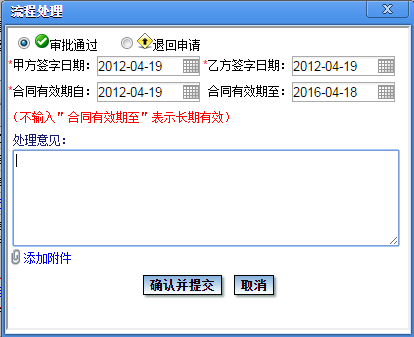 流程处理
审批通过 退回申请
*甲方签字日期: 2012-04-19 *乙方签字日期: 2012-04-19
*合同有效期自: 2012-04-19 合同有效期至: 2016-04-18
(不输入"合同有效期至"表示长期有效)
处理意见:
添加附件
确认并提交 取消